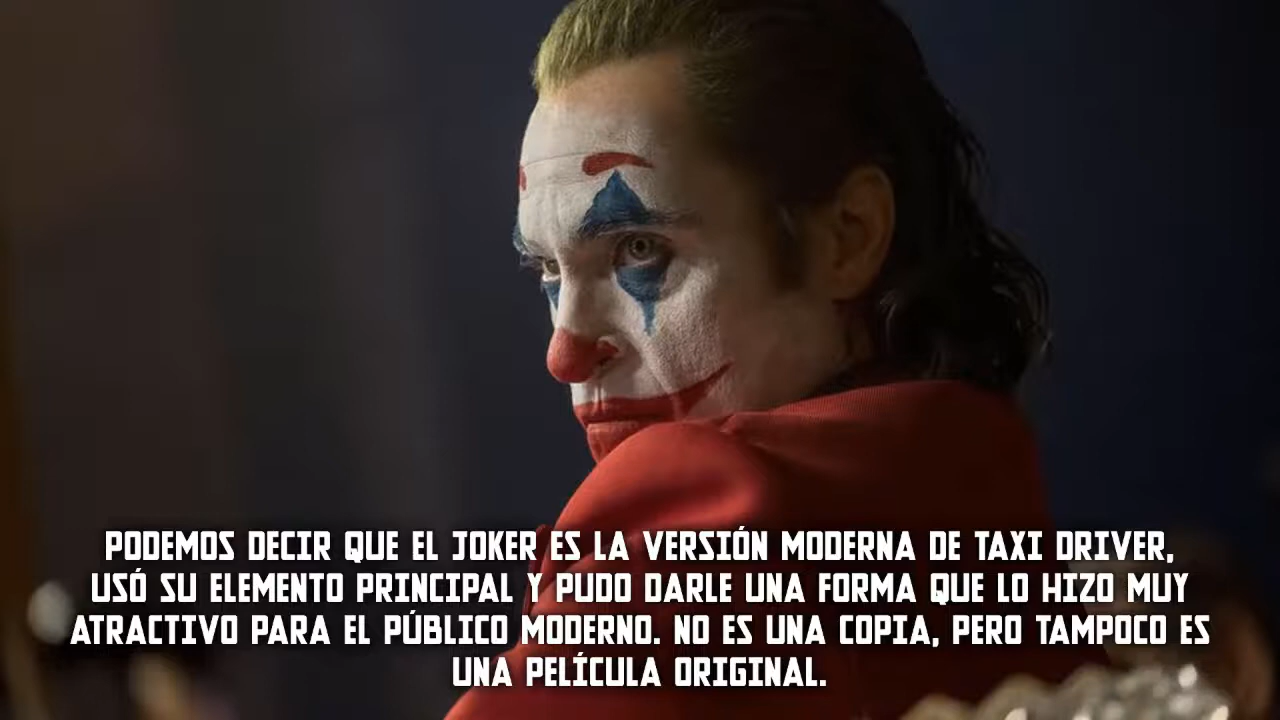 PODEMOS DECIR QUE EL JOKER ES LA VERSIÓN MODERNA DE TAXI DRIVER,
USÓ SU ELEMENTO PRINCIPAL Y PUDO DARLE UNA FORMA QUE LO HIZO MUY
ATRACTIVO PARA EL PÚBLICO MODERNO. NO ES UNA COPIA, PERO TAMPOCO ES
UNA PELÍCULA ORIGINAL.